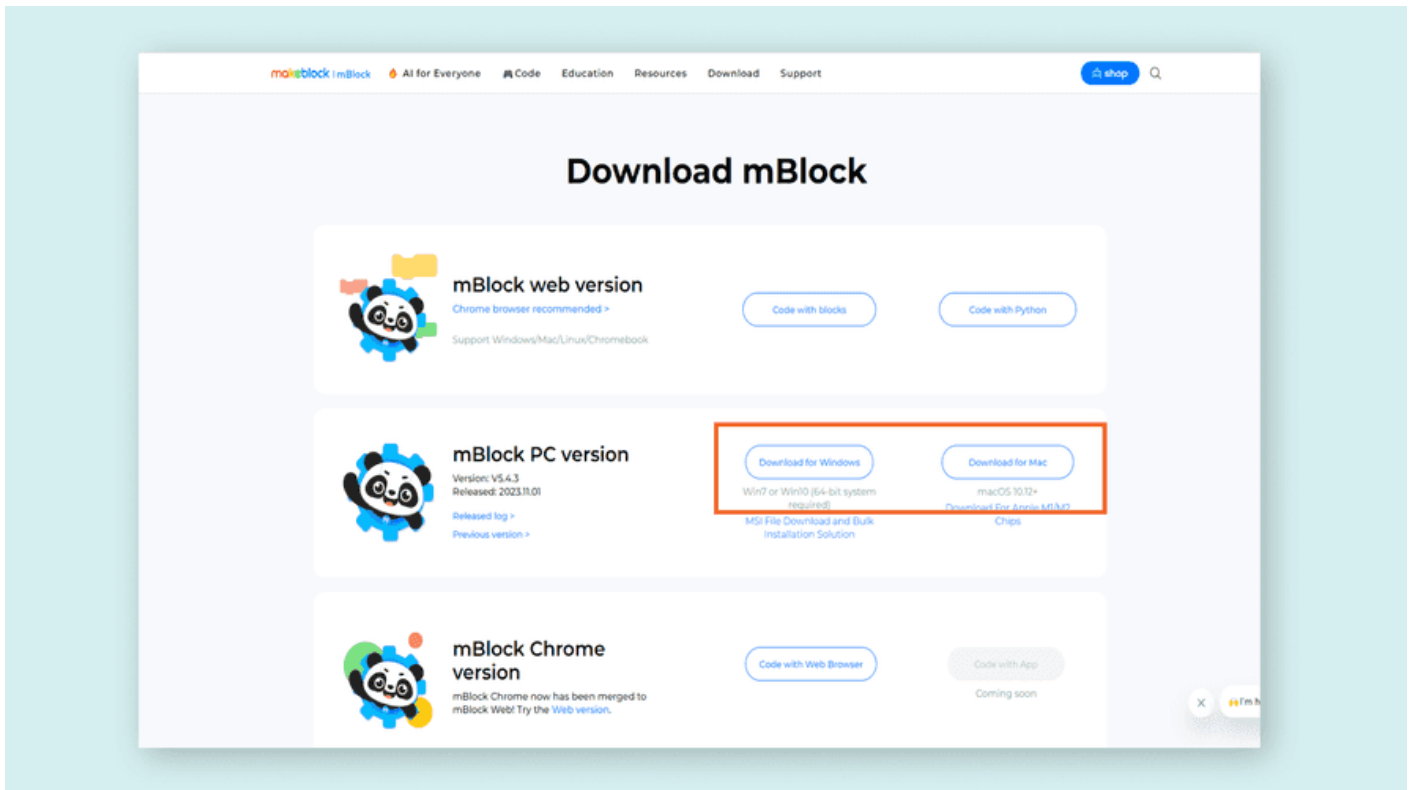 makeblock | mBlock AI for Everyone Code Education Resources Download Support shop
Download mBlock
mBlock web version
Chrome browser recommended >
Support Windows/Mac/Linux/Chromebook
Code with blocks
Code with Python
mBlock PC version
Version: V5.4.3
Released: 2023.11.01
Released log >
Previous version >
Download for Windows
Win7 or Win10 (64-bit system
required)
MSI File Download and Bulk
Installation Solution
Download for Mac
macOS 10.12+
Download For Apple M1/M2
Chips
mBlock Chrome
version
mBlock Chrome now has been merged to
mBlock Web! Try the Web version.
Code with Web Browser
Code with App
Coming soon
I'm h